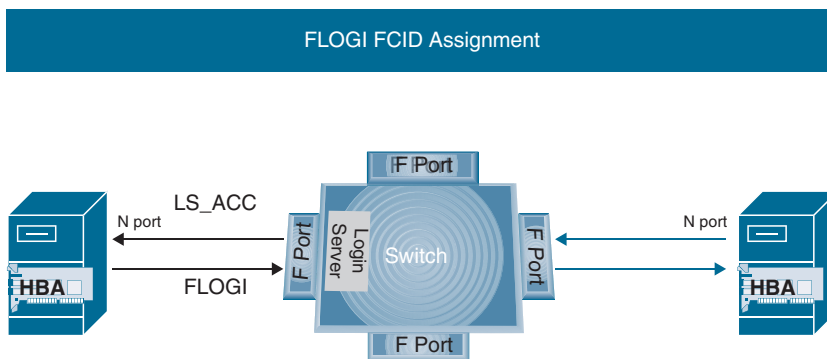 FLOGI FCID Assignment
F Port
LS_ACC
N port
N port
F Port
Login
Server
Switch
F Port
HBA
FLOGI
HBA
F Port